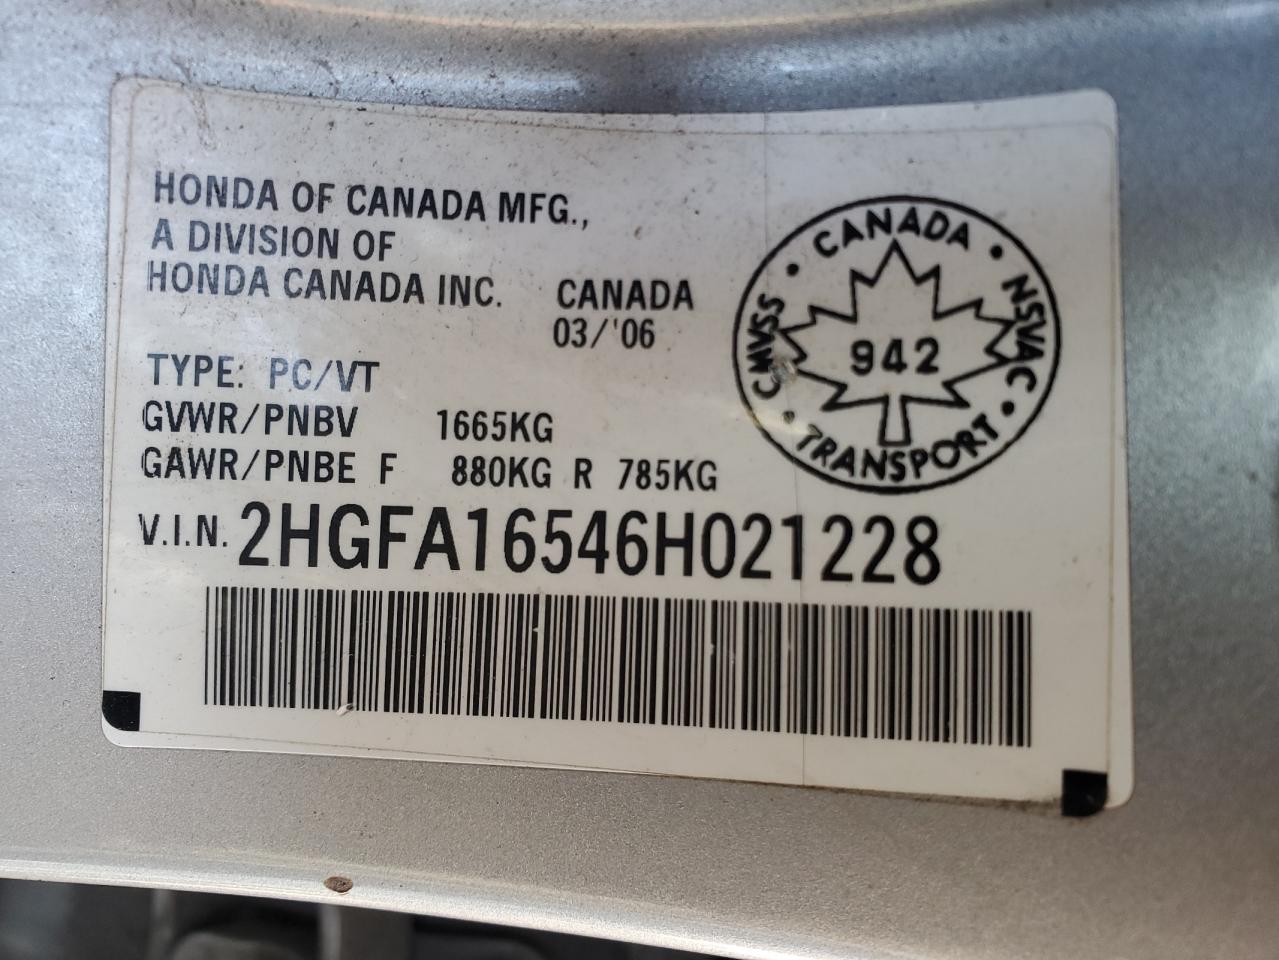 HONDA OF CANADA MFG.,
A DIVISION OF
HONDA CANADA INC. CANADA
03/'06
TYPE: PC/VT
GVWR/PNBV 1665KG
GAWR/PNBE F 880KG R 785KG
V.I.N. 2HGFA16546H021228
CANADA • NSVAC • TRANSPORT • CMVSS •
942